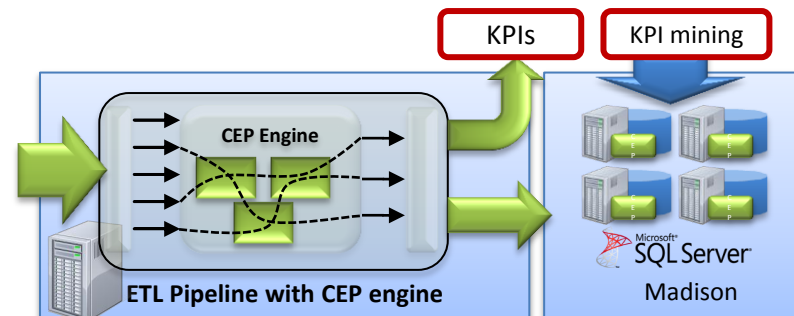 KPIs
KPI mining
CEP Engine
ETL Pipeline with CEP engine
C
E
P
C
E
P
C
E
P
C
E
P
Microsoft®
SQL Server®
Madison